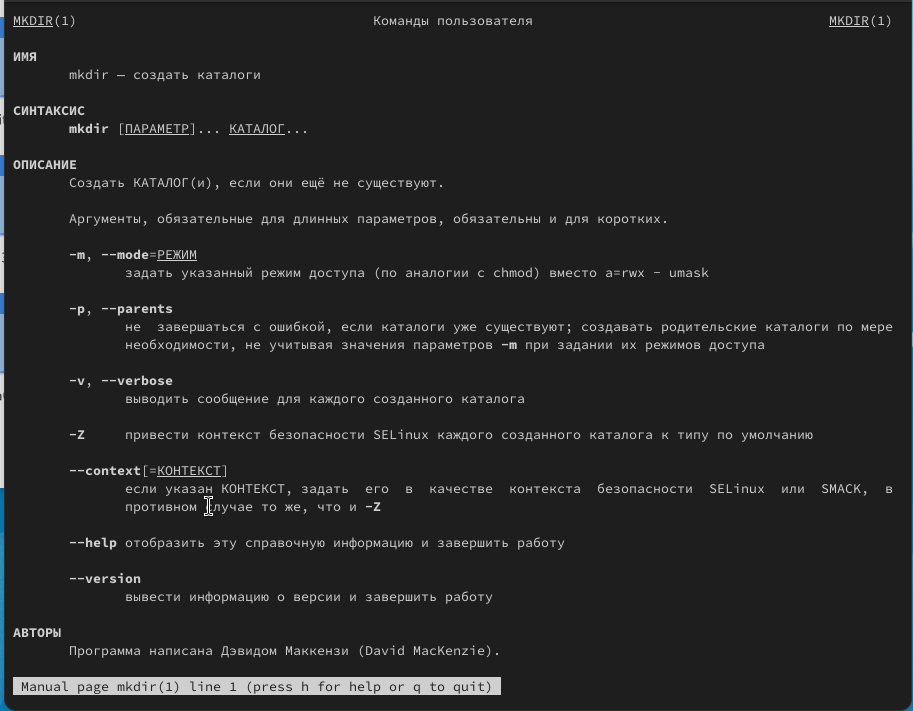 MKDIR(1) Команды пользователя MKDIR(1)
ИМЯ
mkdir — создать каталоги
СИНТАКСИС
mkdir [ПАРАМЕТР]... КАТАЛОГ...
ОПИСАНИЕ
Создать КАТАЛОГ(и), если они ещё не существуют.
Аргументы, обязательные для длинных параметров, обязательны и для коротких.
-m, --mode=РЕЖИМ
задать указанный режим доступа (по аналогии с chmod) вместо a=rwx - umask
-p, --parents
не завершаться с ошибкой, если каталоги уже существуют; создавать родительские каталоги по мере
необходимости, не учитывая значения параметров -m при задании их режимов доступа
-v, --verbose
выводить сообщение для каждого созданного каталога
-Z привести контекст безопасности SELinux каждого созданного каталога к типу по умолчанию
--context[=КОНТЕКСТ]
если указан КОНТЕКСТ, задать его в качестве контекста безопасности SELinux или SMACK, в
противном случае то же, что и -Z
--help отобразить эту справочную информацию и завершить работу
--version
вывести информацию о версии и завершить работу
АВТОРЫ
Программа написана Дэвидом Маккензи (David MacKenzie).
Manual page mkdir(1) line 1 (press h for help or q to quit)